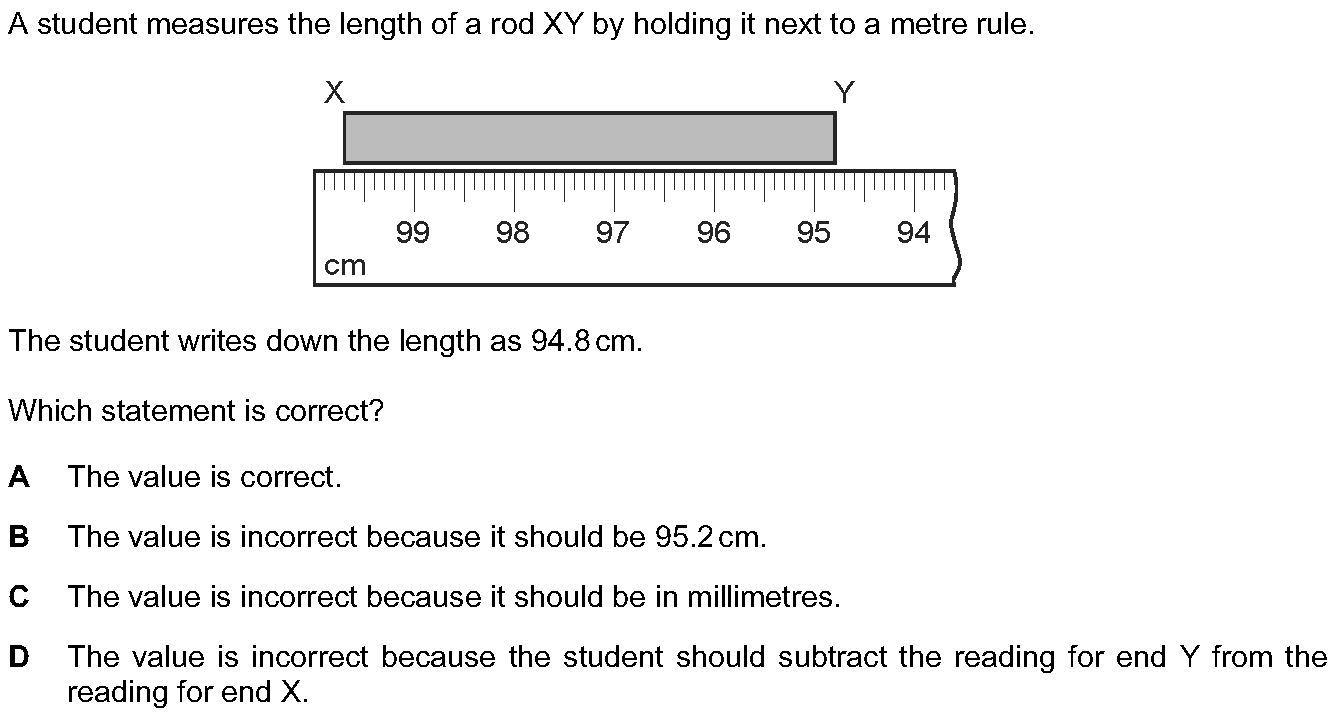 A student measures the length of a rod XY by holding it next to a metre rule.
X Y
99 98 97 96 95 94
cm
The student writes down the length as 94.8 cm.
Which statement is correct?
A The value is correct.
B The value is incorrect because it should be 95.2 cm.
C The value is incorrect because it should be in millimetres.
D The value is incorrect because the student should subtract the reading for end Y from the
reading for end X.